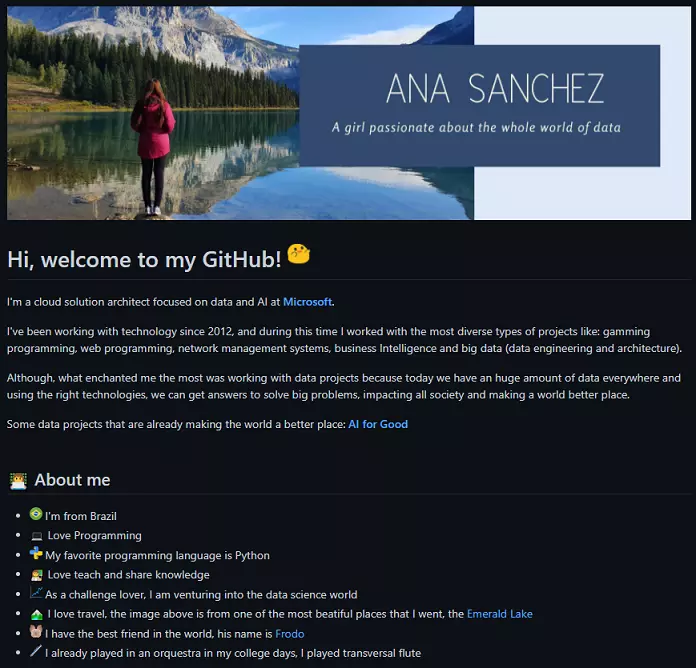 ANA SANCHEZ
A girl passionate about the whole world of data
Hi, welcome to my GitHub!
I'm a cloud solution architect focused on data and AI at Microsoft.
I've been working with technology since 2012, and during this time I worked with the most diverse types of projects like: gamming
programming, web programming, network management systems, business Intelligence and big data (data engineering and architecture).
Although, what enchanted me the most was working with data projects because today we have an huge amount of data everywhere and
using the right technologies, we can get answers to solve big problems, impacting all society and making a world better place.
Some data projects that are already making the world a better place: AI for Good
About me
I'm from Brazil
Love Programming
My favorite programming language is Python
Love teach and share knowledge
As a challenge lover, I am venturing into the data science world
I love travel, the image above is from one of the most beatiful places that I went, the Emerald Lake
I have the best friend in the world, his name is Frodo
I already played in an orquestra in my college days, I played transversal flute